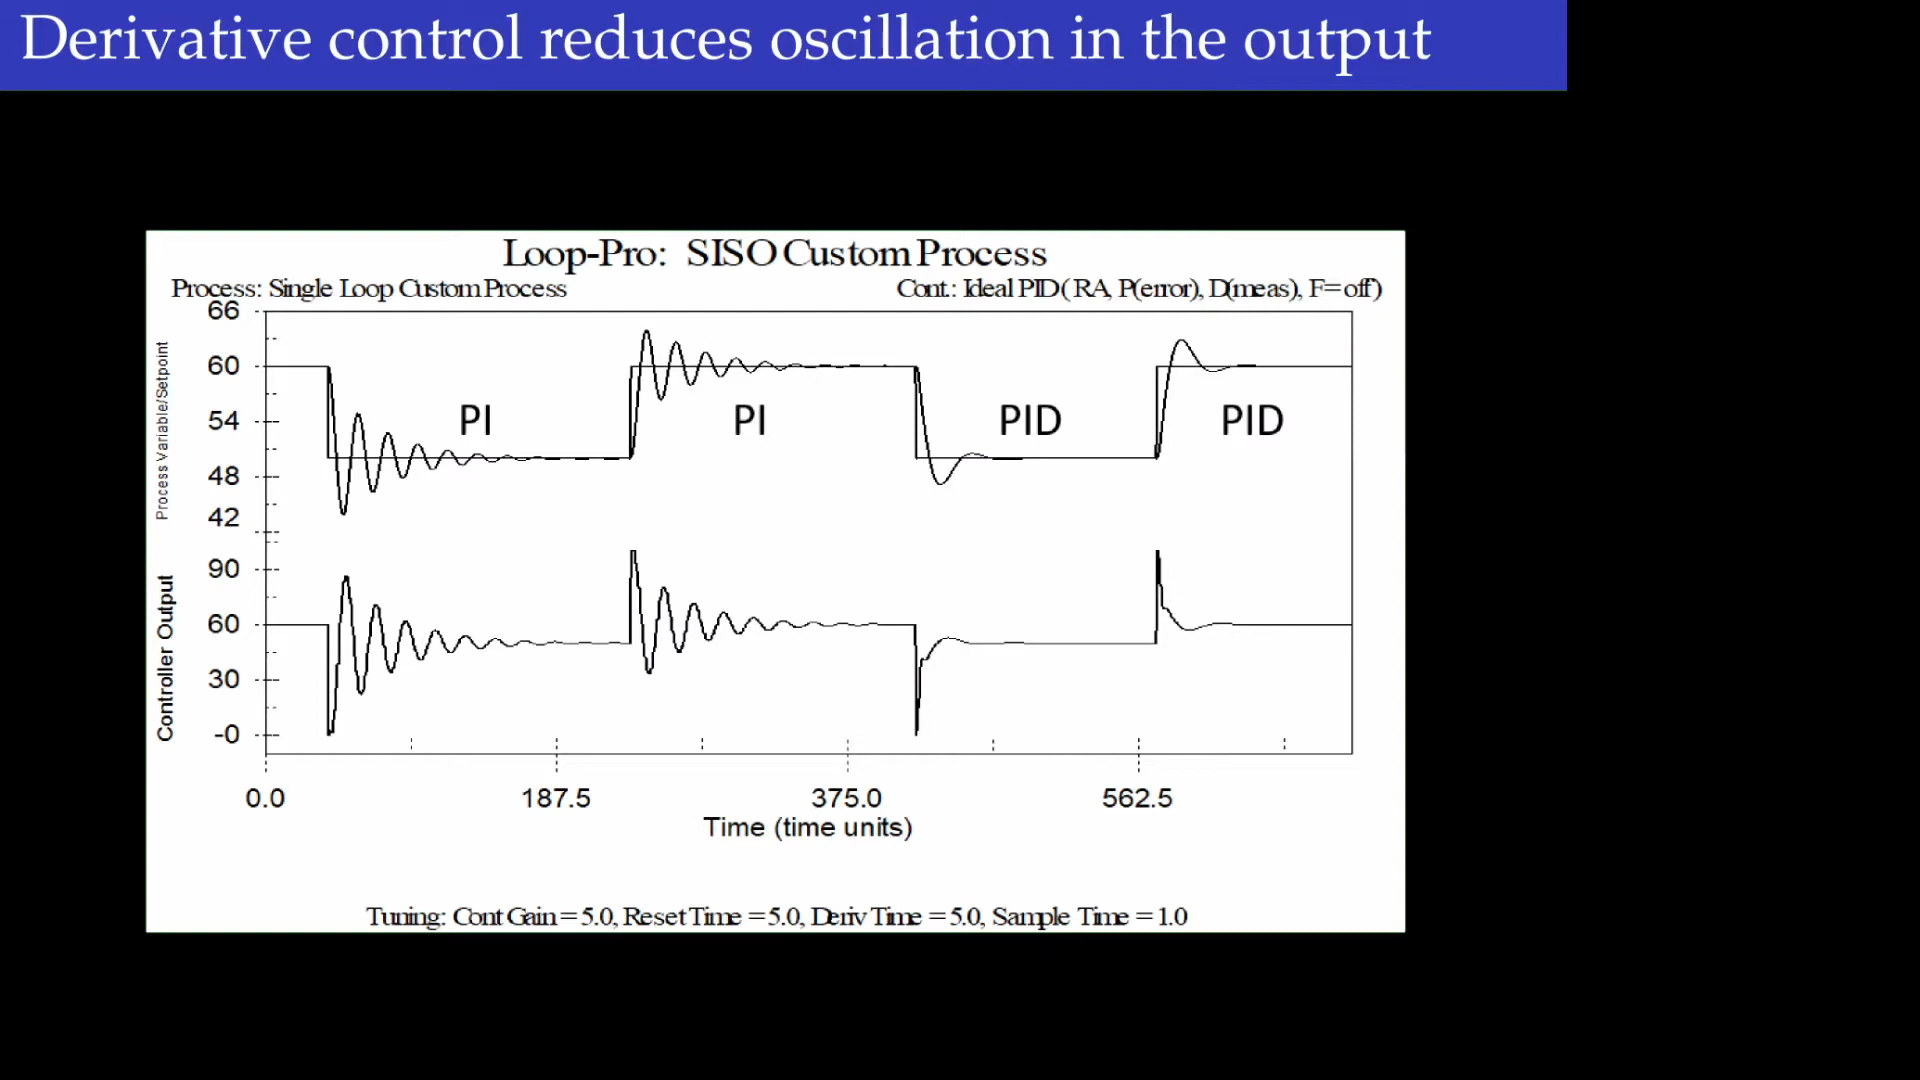 Derivative control reduces oscillation in the output
Loop-Pro: SISO Custom Process
Process: Single Loop Custom Process
Cont.: Ideal PID( RA, P(error), D(meas), F= off)
Process Variable/Setpoint
66
60
54
48
42
PI
PI
PID
PID
Controller Output
90
60
30
-0
0.0
187.5
375.0
562.5
Time (time units)
Tuning: Cont Gain = 5.0, Reset Time = 5.0, Deriv Time = 5.0, Sample Time = 1.0